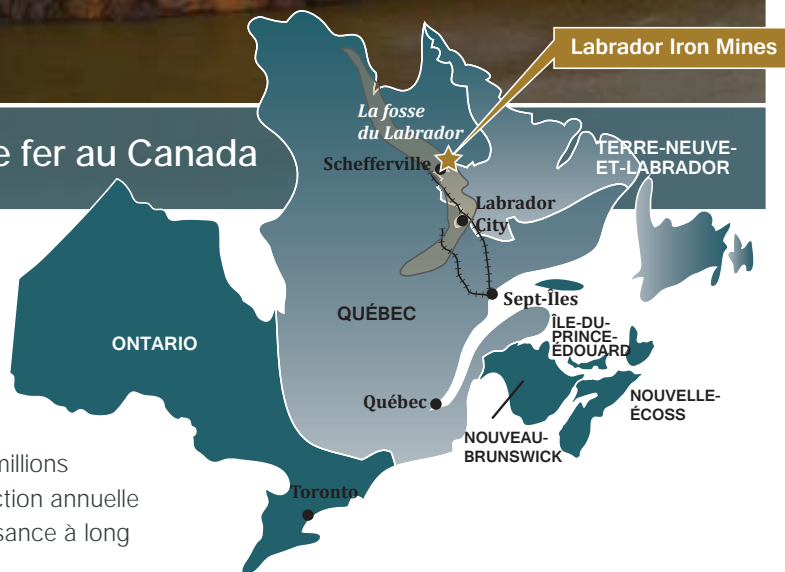 Labrador Iron Mines
La fosse
du Labrador
e fer au Canada
Schefferville
TERRE-NEUVE-
ET-LABRADOR
Labrador
City
Sept-Îles
QUÉBEC
ONTARIO
ÎLE-DU-
PRINCE-
ÉDOUARD
Québec
NOUVELLE-
ÉCOSS
NOUVEAU-
BRUNSWICK
millions
ction annuelle
sance à long
Toronto